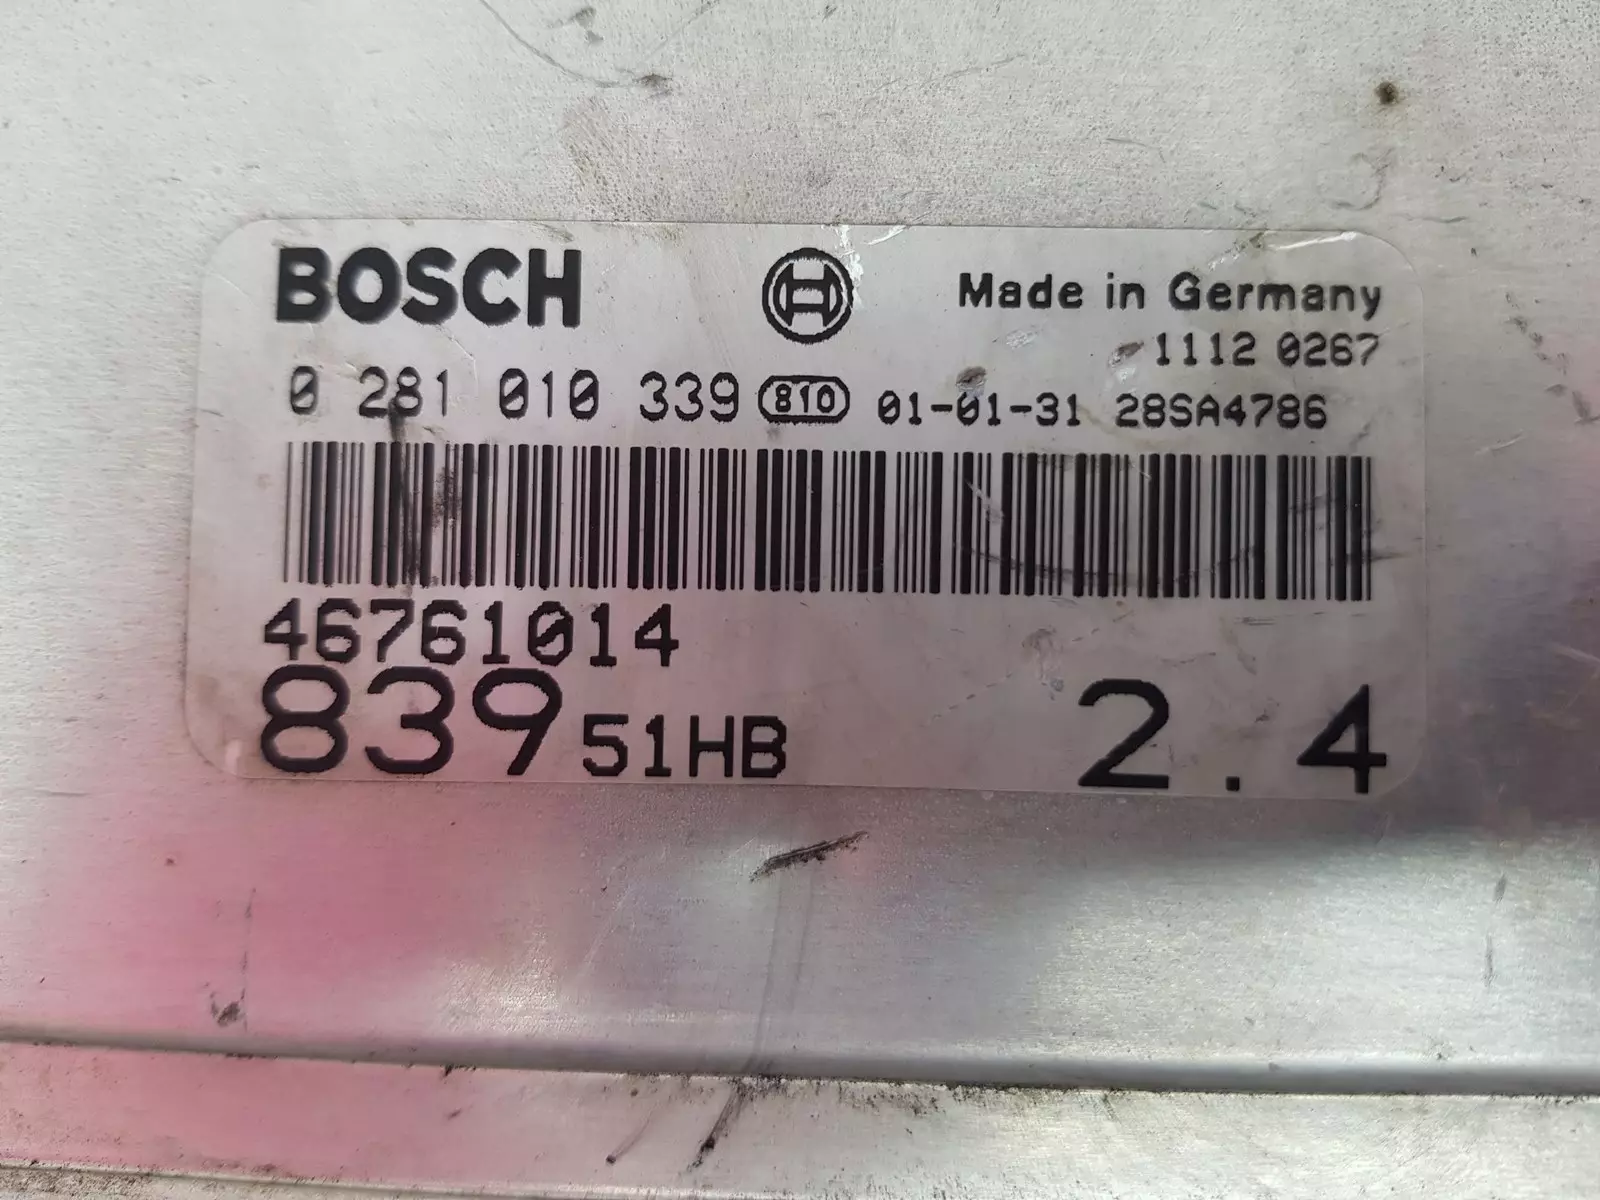 BOSCH
Made in Germany
1112 0267
0 281 010 339 810 01-01-31 28SA4786
46761014
839 51HB 2.4